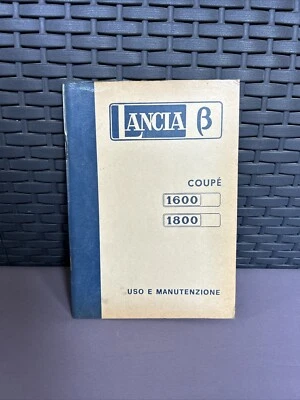 LANCIA β
COUPÉ
1600
1800
USO E MANUTENZIONE